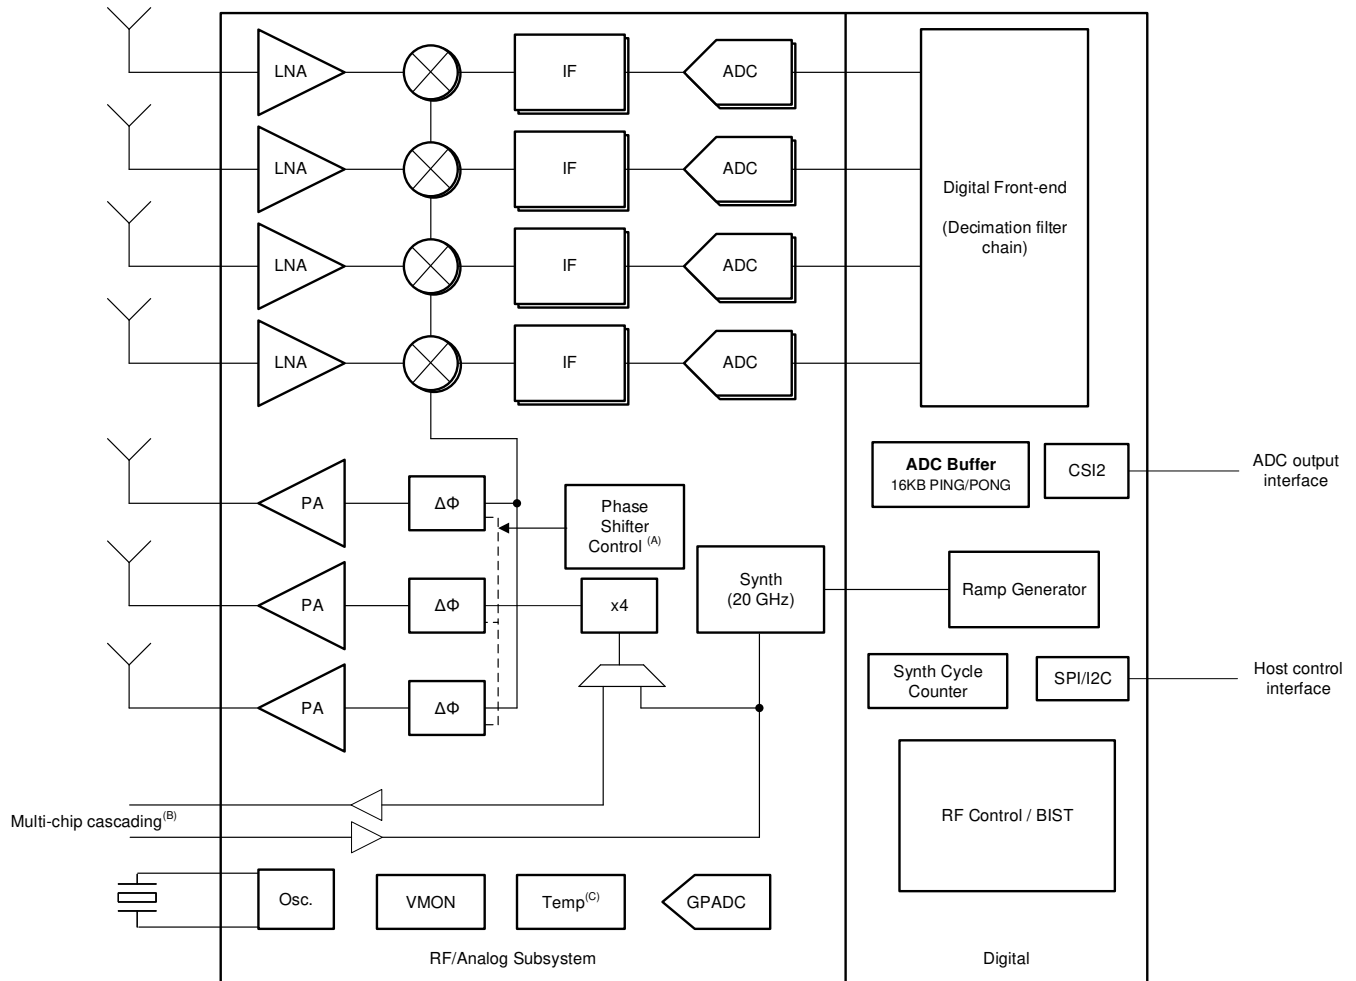 LNA
IF
ADC
LNA
IF
ADC
LNA
IF
ADC
LNA
IF
ADC
Digital Front-end
(Decimation filter
chain)
PA
ΔΦ
PA
ΔΦ
PA
ΔΦ
Phase
Shifter
Control (A)
x4
Synth
(20 GHz)
ADC Buffer
16KB PING/PONG
CSI2
ADC output
interface
Ramp Generator
Synth Cycle
Counter
SPI/I2C
Host control
interface
RF Control / BIST
Multi-chip cascading(B)
Osc.
VMON
Temp(C)
GPADC
RF/Analog Subsystem
Digital